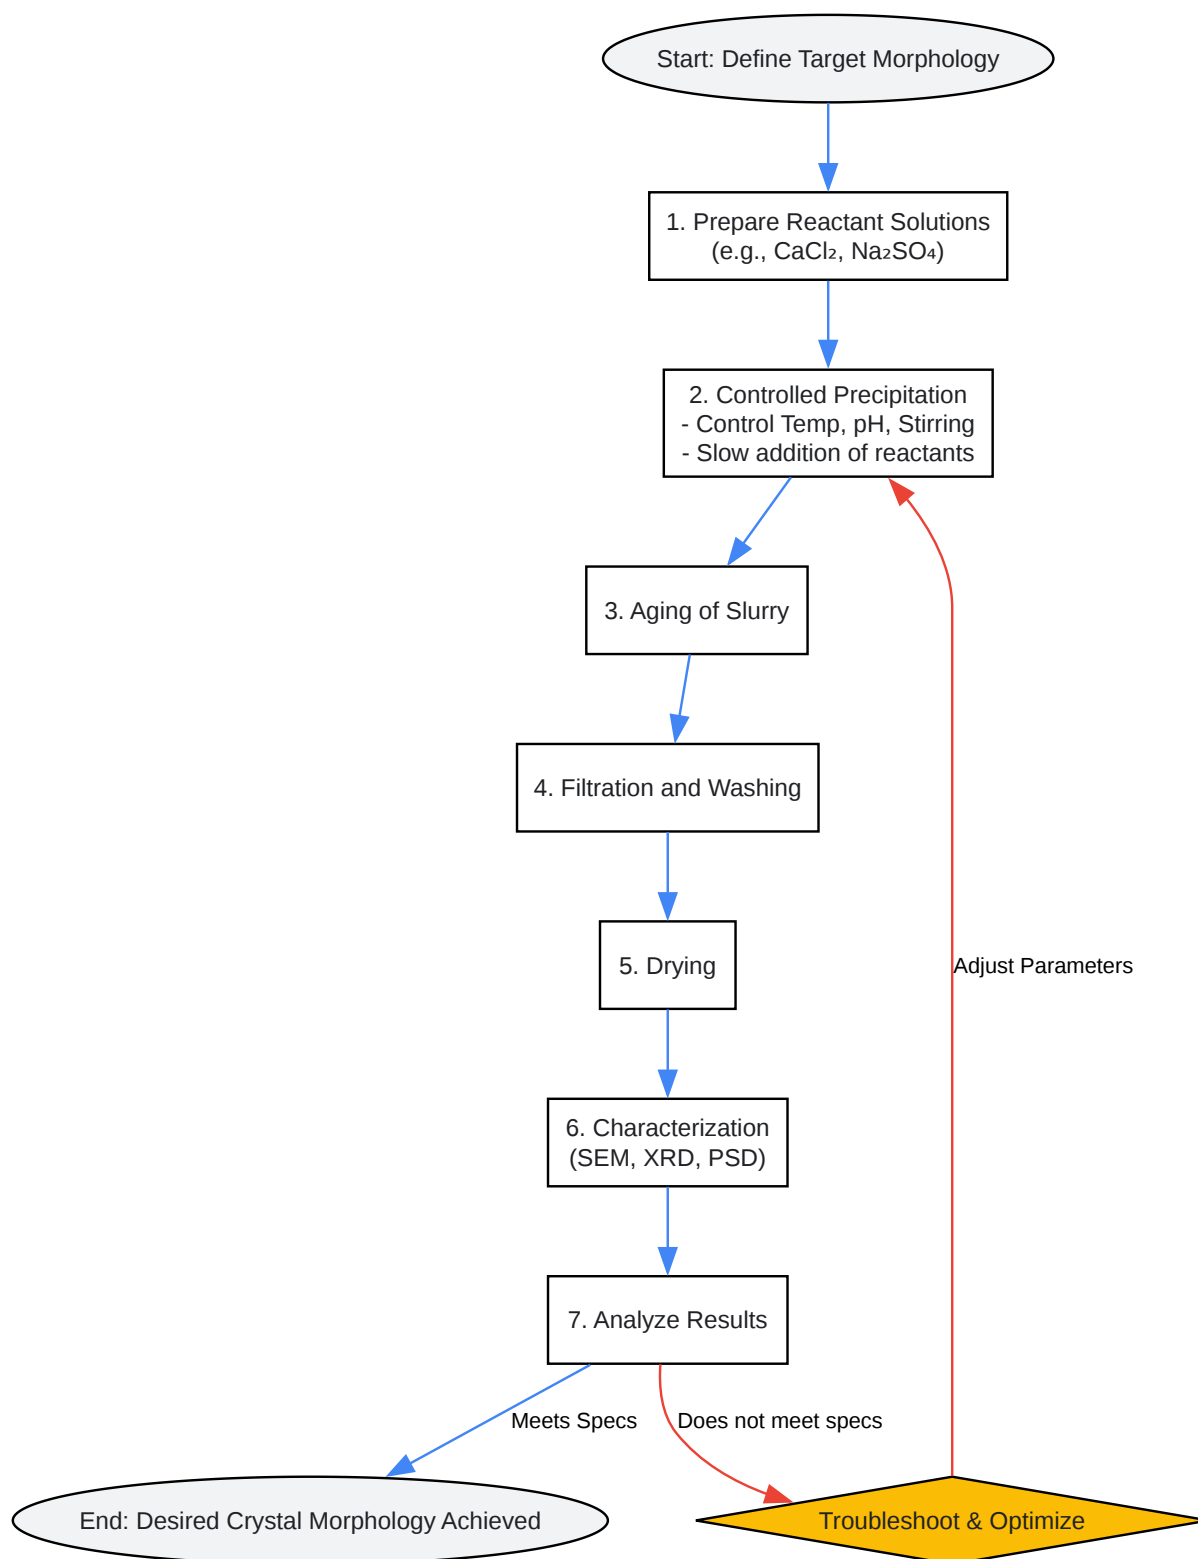 Start: Define Target Morphology
1. Prepare Reactant Solutions
(e.g., CaCl₂, Na₂SO₄)
2. Controlled Precipitation
- Control Temp, pH, Stirring
- Slow addition of reactants
3. Aging of Slurry
4. Filtration and Washing
5. Drying
Adjust Parameters
6. Characterization
(SEM, XRD, PSD)
7. Analyze Results
Meets Specs
Does not meet specs
End: Desired Crystal Morphology Achieved
Troubleshoot & Optimize